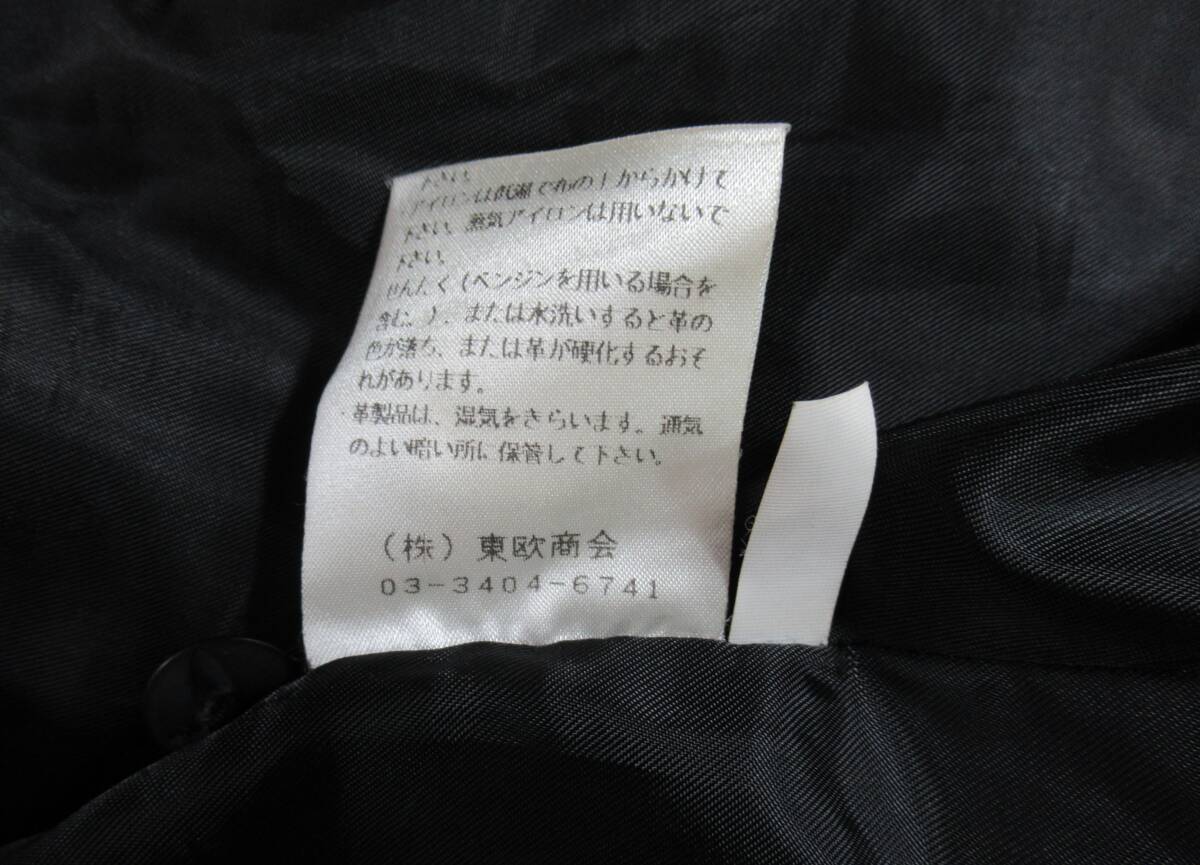 下さい。
アイロンは低温で布の上からかけて
下さい。蒸気アイロンは用いないで
下さい。
せんたく(ベンジンを用いる場合を
含む。)、または水洗いすると革の
色が落ち、または革が硬化するおそ
れがあります。
・革製品は、湿気をきらいます。通気
のよい暗い所に保管して下さい。
(株)東欧商会
03-3404-6741